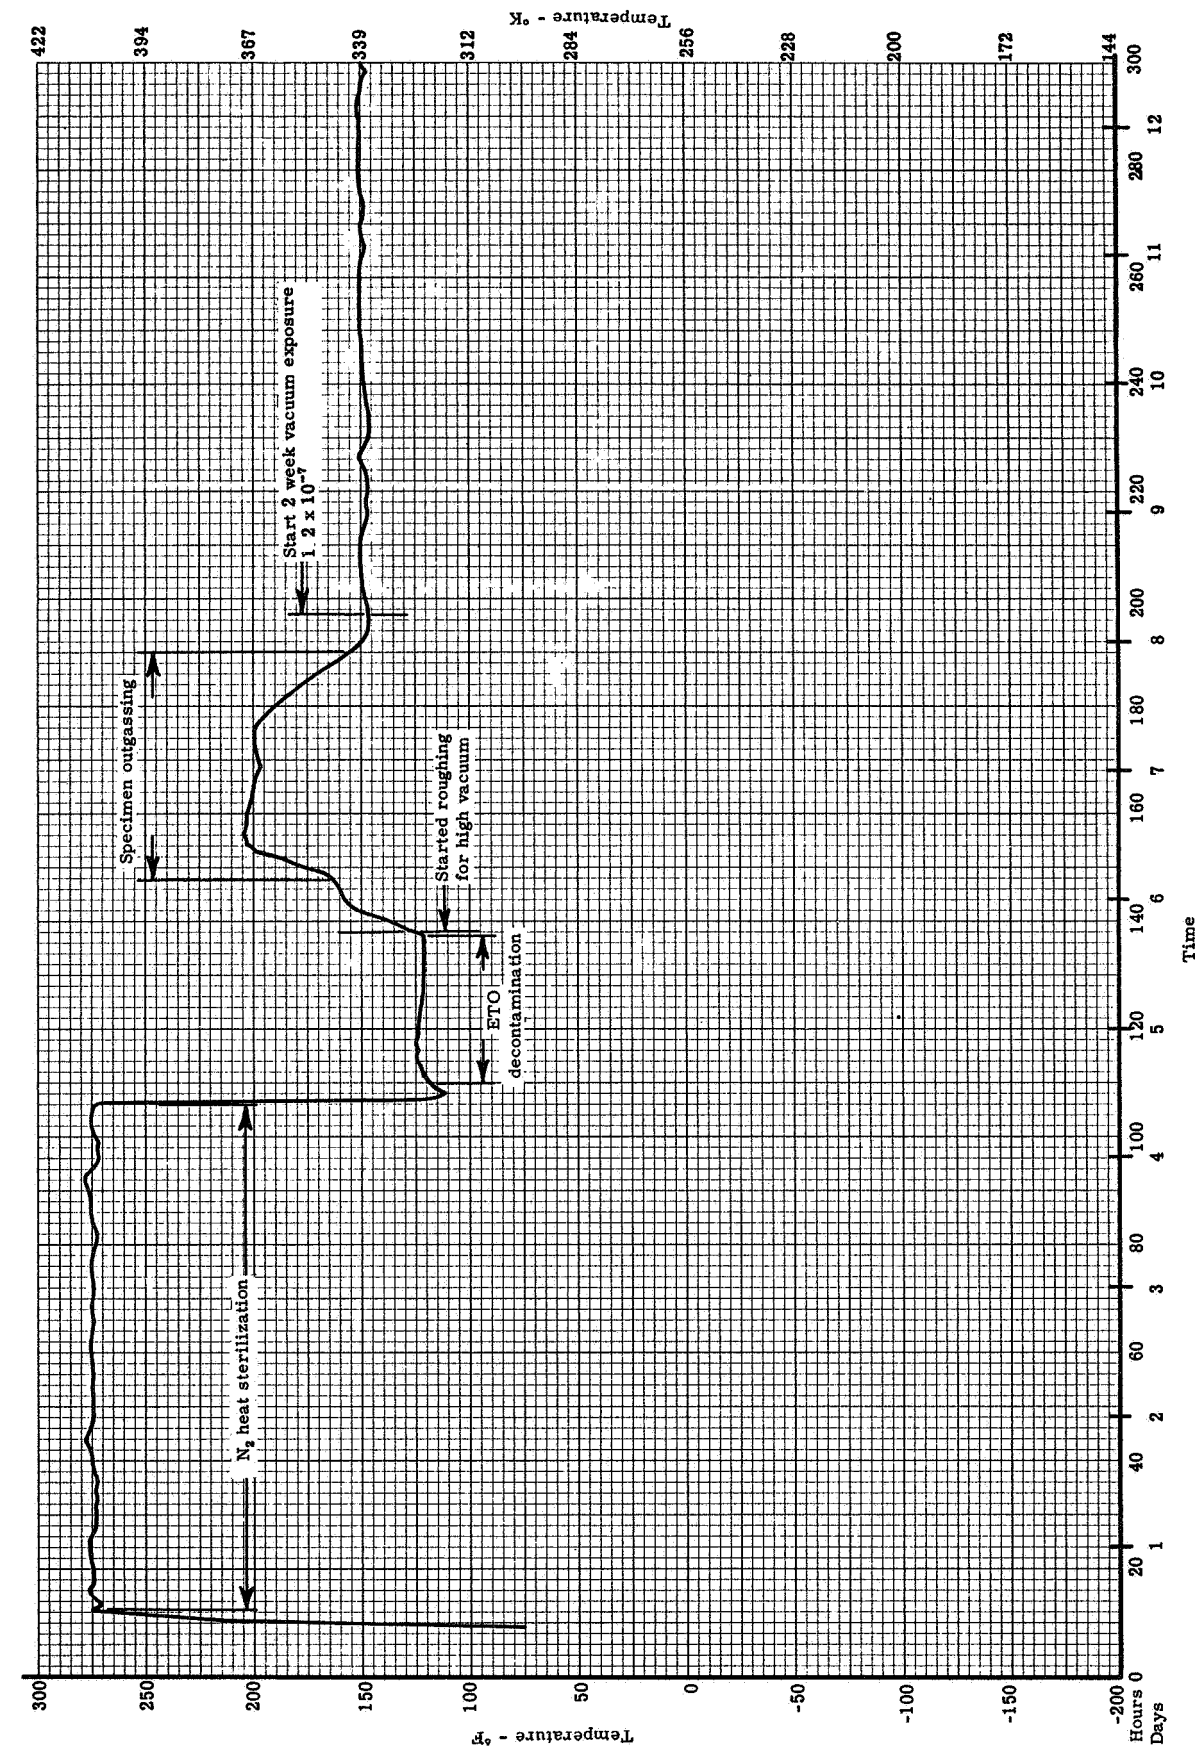 Temperature - °K
422
394
367
339
312
284
256
228
200
172
144
Specimen outgassing
Start 2 week vacuum exposure
1 2 x 10⁻⁷
Started roughing
for high vacuum
ETO
decontamination
N₂ heat sterilization
300
250
200
150
100
50
0
-50
-100
-150
-200
Temperature - °F
Hours 0 20 40 60 80 100 120 140 160 180 200 220 240 260 280 300
Days 1 2 3 4 5 6 7 8 9 10 11 12
Time